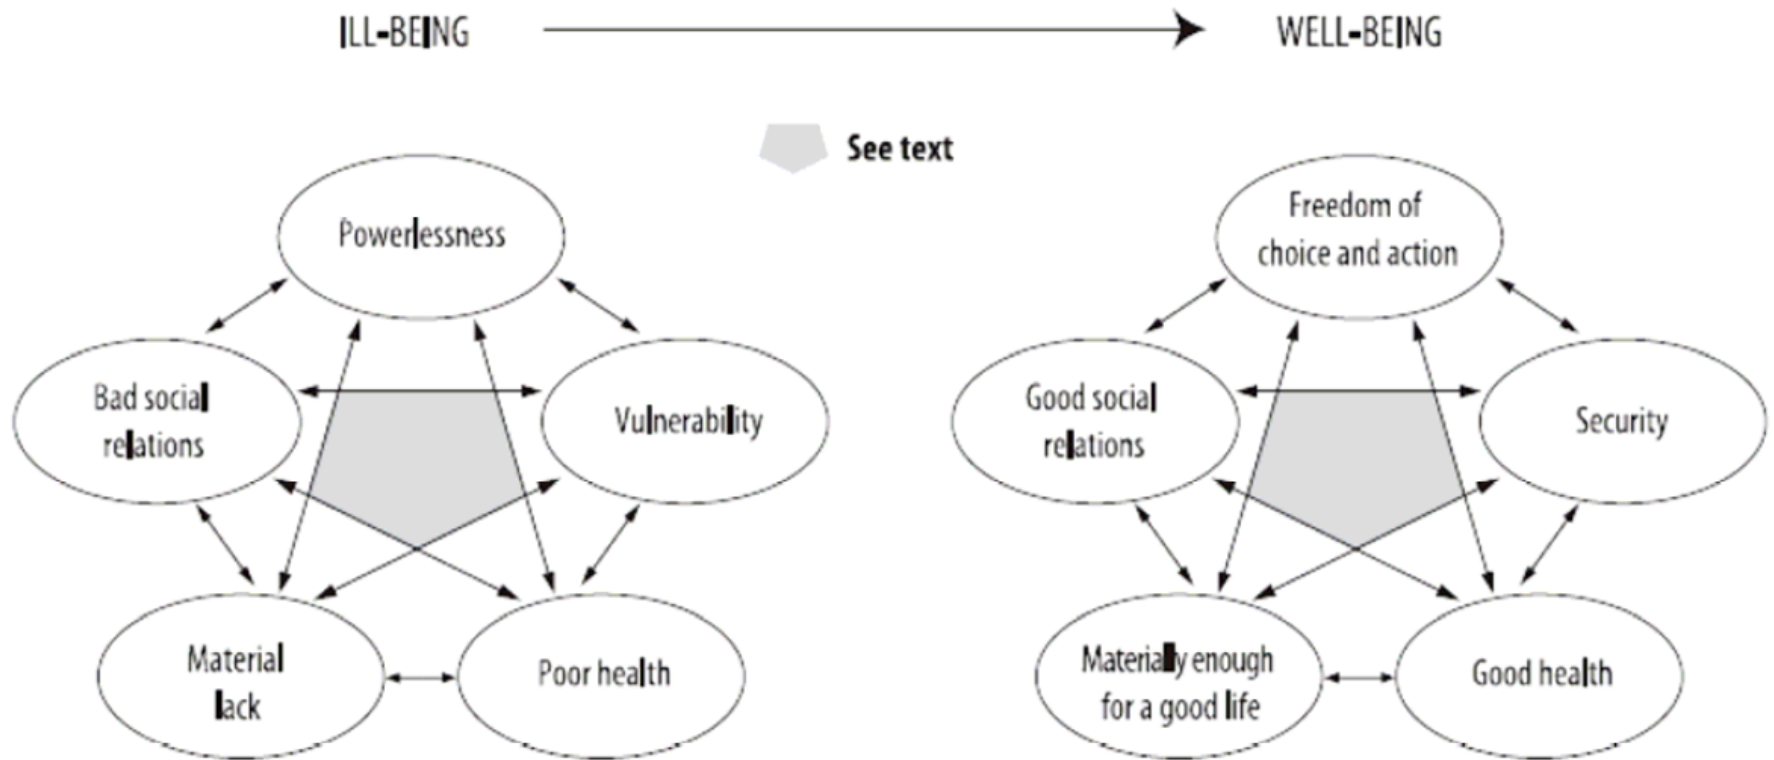 ILL-BEING
WELL-BEING
See text
Powerlessness
Bad social
relations
Vulnerability
Material
lack
Poor health
Freedom of
choice and action
Good social
relations
Security
Materially enough
for a good life
Good health